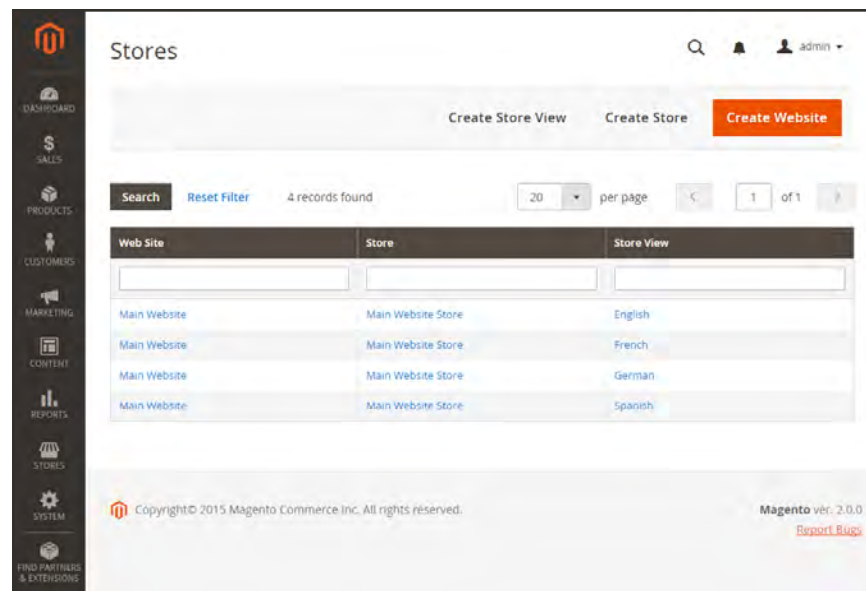 Stores
admin
DASHBOARD
SALES
PRODUCTS
CUSTOMERS
MARKETING
CONTENT
REPORTS
STORES
SYSTEM
FIND PARTNERS
& EXTENSIONS
Create Store View Create Store Create Website
Search Reset Filter 4 records found 20 per page 1 of 1
Web Site Store Store View
Main Website Main Website Store English
Main Website Main Website Store French
Main Website Main Website Store German
Main Website Main Website Store Spanish
Copyright© 2015 Magento Commerce Inc. All rights reserved. Magento ver. 2.0.0
Report Bugs